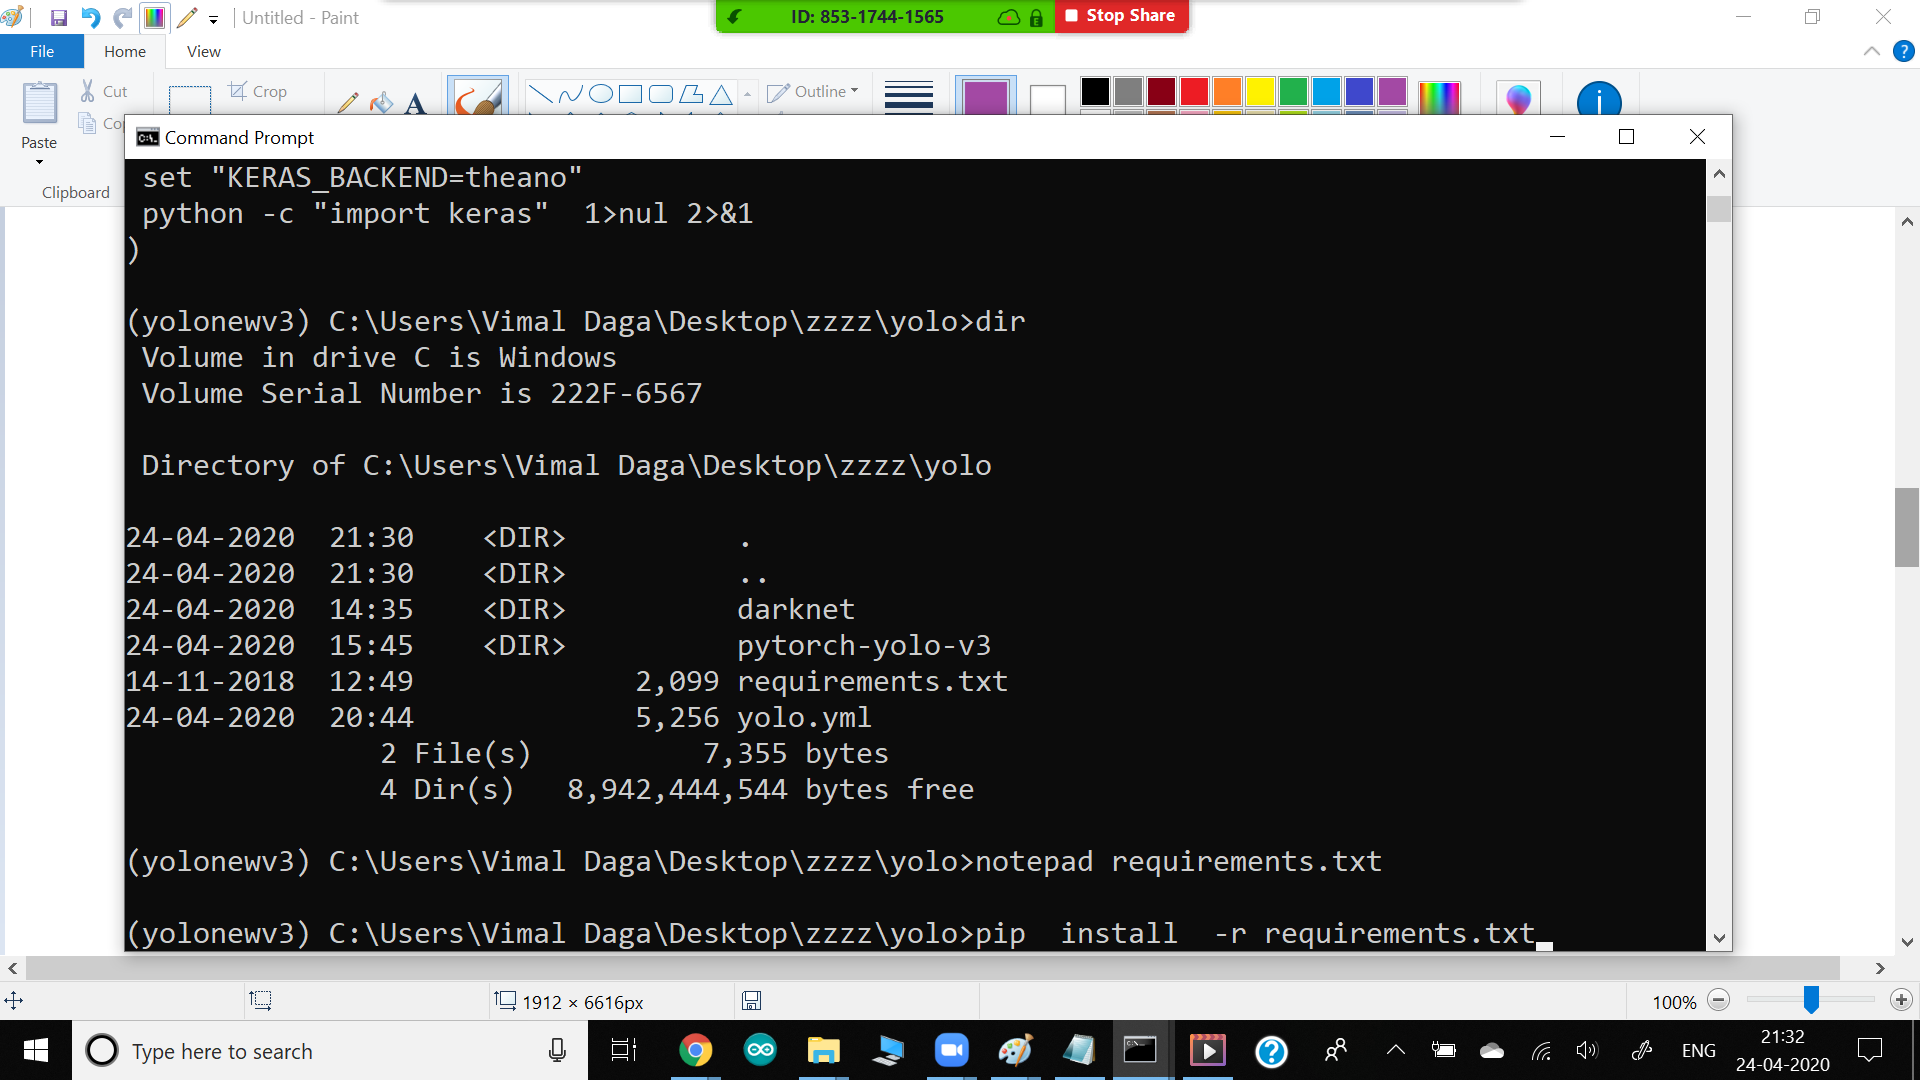 Untitled - Paint
ID: 853-1744-1565
Stop Share
File Home View
Cut
Crop
Outline
Paste
Clipboard
Command Prompt
set "KERAS_BACKEND=theano"
python -c "import keras"  1>nul 2>&1
)
(yolonewv3) C:\Users\Vimal Daga\Desktop\zzzz\yolo>dir
Volume in drive C is Windows
Volume Serial Number is 222F-6567
Directory of C:\Users\Vimal Daga\Desktop\zzzz\yolo
24-04-2020  21:30    <DIR>          .
24-04-2020  21:30    <DIR>          ..
24-04-2020  14:35    <DIR>          darknet
24-04-2020  15:45    <DIR>          pytorch-yolo-v3
14-11-2018  12:49             2,099 requirements.txt
24-04-2020  20:44             5,256 yolo.yml
2 File(s)          7,355 bytes
4 Dir(s)   8,942,444,544 bytes free
(yolonewv3) C:\Users\Vimal Daga\Desktop\zzzz\yolo>notepad requirements.txt
(yolonewv3) C:\Users\Vimal Daga\Desktop\zzzz\yolo>pip  install  -r requirements.txt
1912 × 6616px
100%
Type here to search
ENG
21:32
24-04-2020